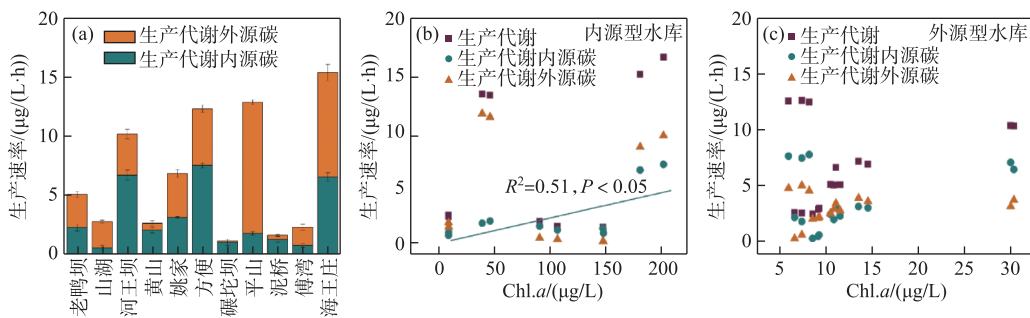 (a)
生产代谢外源碳
生产代谢内源碳
生产速率/(μg/(L·h))
20
15
10
5
0
老鸭坝
山湖
河王坝
黄山
姚家
方便
碾坨坝
平山
泥桥
傅湾
海王庄
(b)
内源型水库
生产代谢
生产代谢内源碳
生产代谢外源碳
R²=0.51, P < 0.05
生产速率/(μg/(L·h))
20
15
10
5
0
0 50 100 150 200
Chl.a/(μg/L)
(c)
外源型水库
生产代谢
生产代谢内源碳
生产代谢外源碳
生产速率/(μg/(L·h))
20
15
10
5
0
5 10 15 20 25 30
Chl.a/(μg/L)